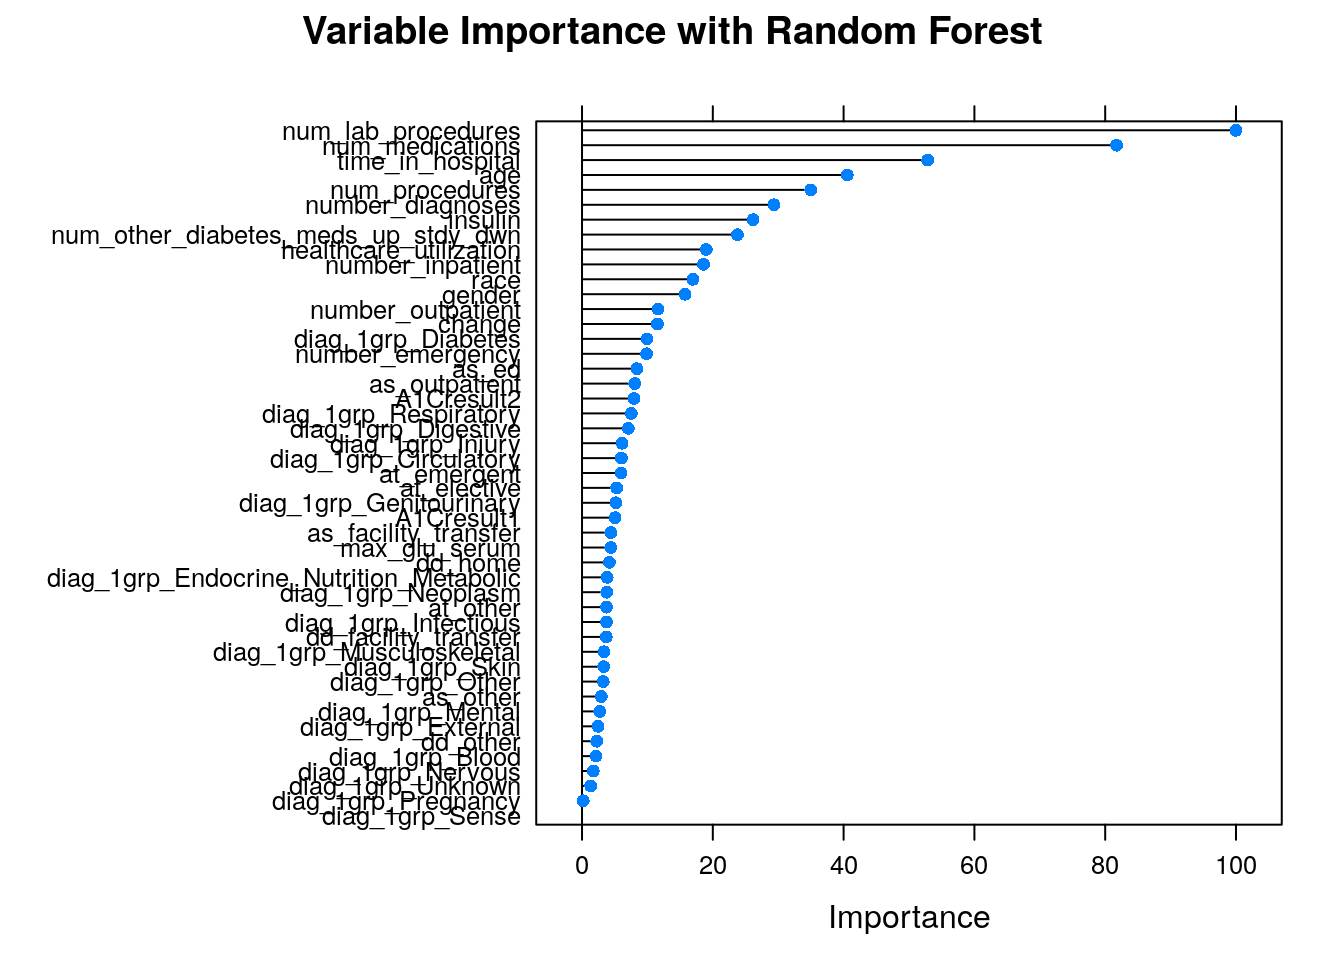 Variable Importance with Random Forest
num_lab_procedures
num_medications
time_in_hospital
age
num_procedures
number_diagnoses
insulin
num_other_diabetes_meds_up_stdy_dwn
healthcare_utilization
number_inpatient
race
gender
number_outpatient
change
diag_1grp_Diabetes
number_emergency
as_ed
as_outpatient
A1Cresult2
diag_1grp_Respiratory
diag_1grp_Digestive
diag_1grp_Injury
diag_1grp_Circulatory
at_emergent
at_elective
diag_1grp_Genitourinary
A1Cresult1
as_facility_transfer
max_glu_serum
dd_home
diag_1grp_Endocrine_Nutrition_Metabolic
diag_1grp_Neoplasm
at_other
diag_1grp_Infectious
dd_facility_transfer
diag_1grp_Musculoskeletal
diag_1grp_Skin
diag_1grp_Other
as_other
diag_1grp_Mental
diag_1grp_External
dd_other
diag_1grp_Blood
diag_1grp_Nervous
diag_1grp_Unknown
diag_1grp_Pregnancy
diag_1grp_Sense
0 20 40 60 80 100
Importance